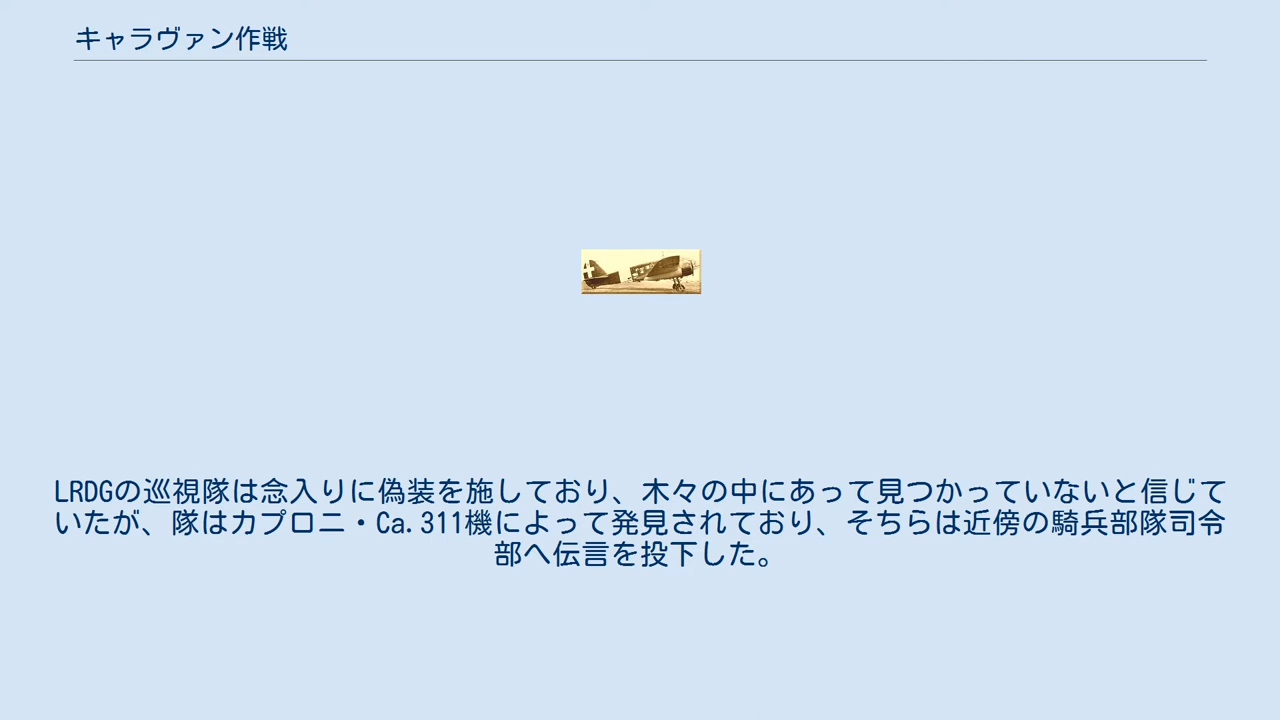 キャラヴァン作戦
LRDGの巡視隊は念入りに偽装を施しており、木々の中にあって見つかっていないと信じて
いたが、隊はカプロニ・Ca.311機によって発見されており、そちらは近傍の騎兵部隊司令
部へ伝言を投下した。